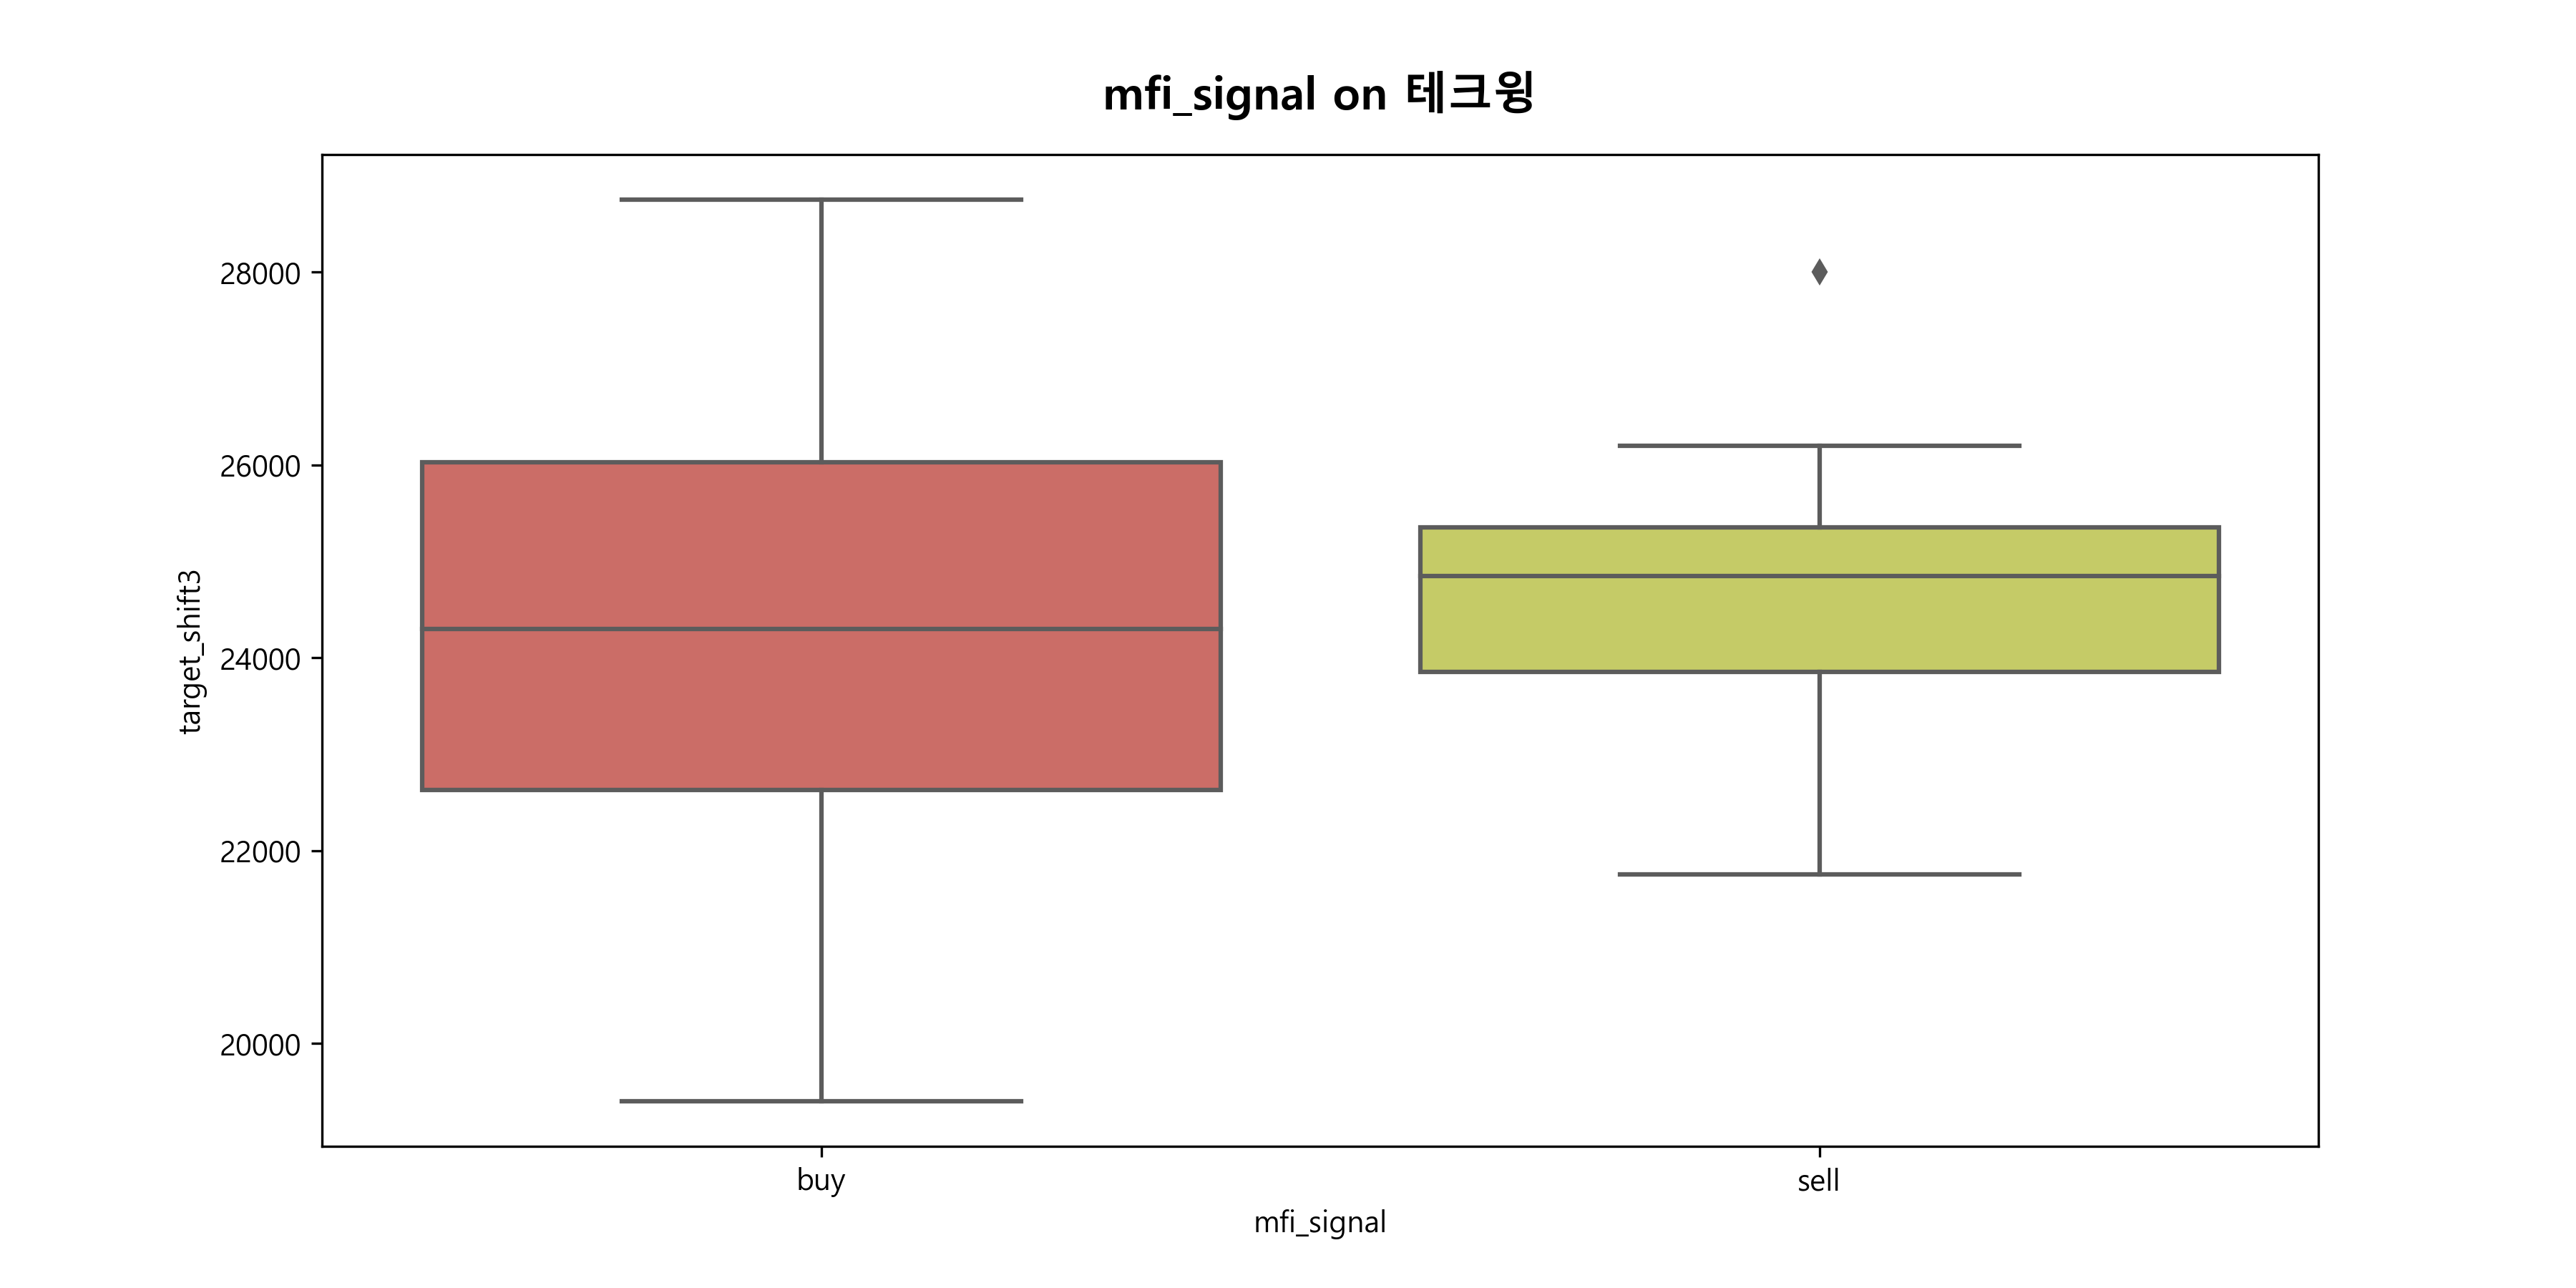 mfi_signal on 테크윙
28000
26000
24000
22000
20000
target_shift3
buy
sell
mfi_signal